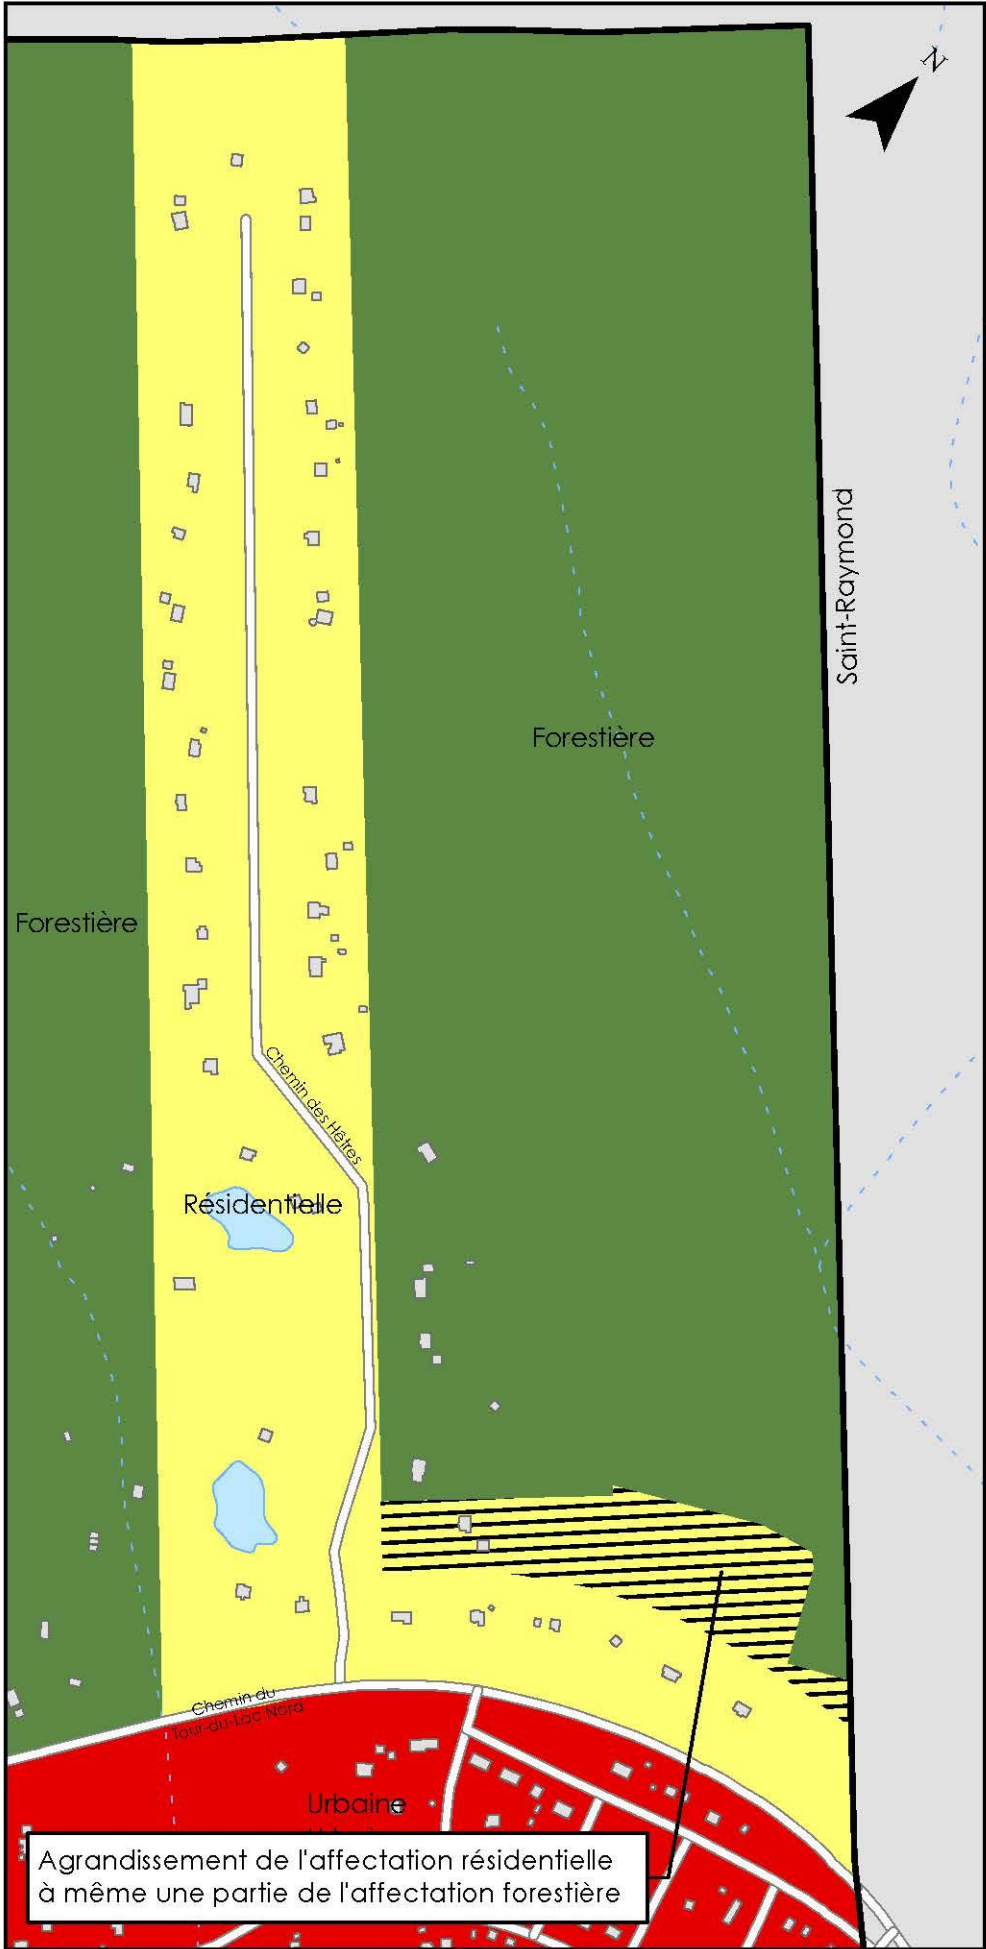 N
Saint-Raymond
Forestière
Forestière
Chemin des Hêtres
Résidentielle
Chemin du
Tour-du-Lac Nord
Urbaine
Agrandissement de l'affectation résidentielle
à même une partie de l'affectation forestière